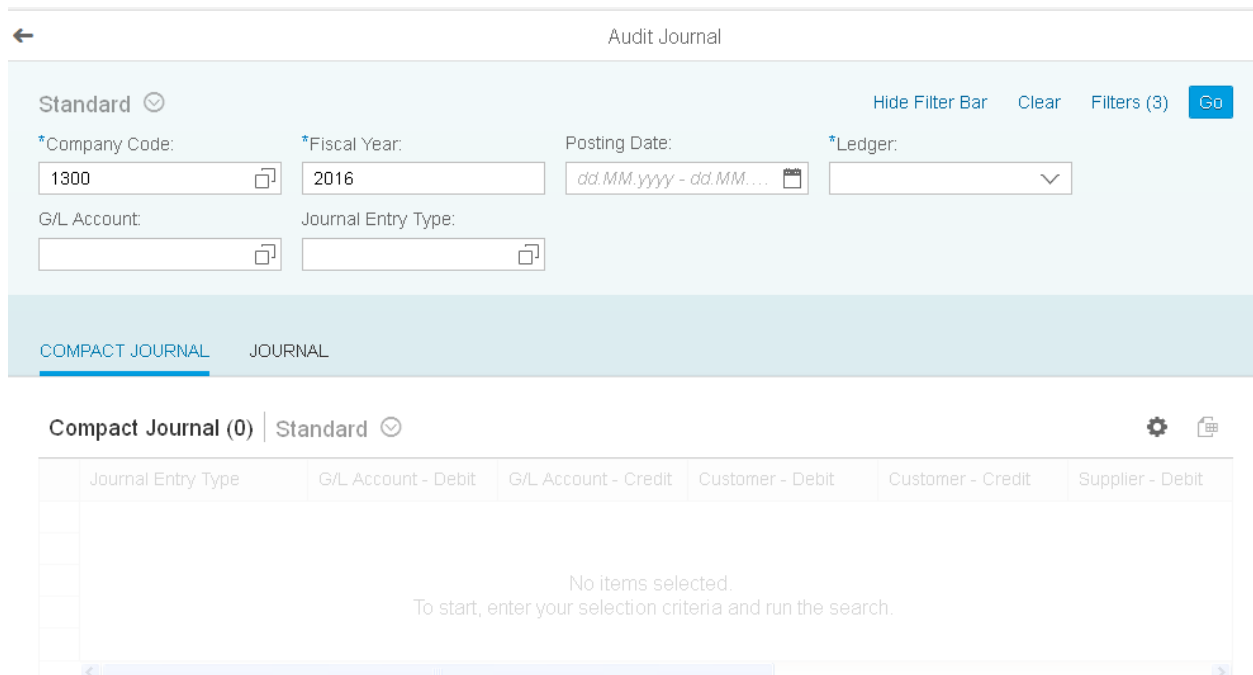 Audit Journal
Standard
Hide Filter Bar Clear Filters (3) Go
*Company Code: *Fiscal Year: Posting Date: *Ledger:
1300 2016 dd.MM.yyyy - dd.MM....
G/L Account: Journal Entry Type:
COMPACT JOURNAL JOURNAL
Compact Journal (0) Standard
Journal Entry Type G/L Account - Debit G/L Account - Credit Customer - Debit Customer - Credit Supplier - Debit
No items selected.
To start, enter your selection criteria and run the search.